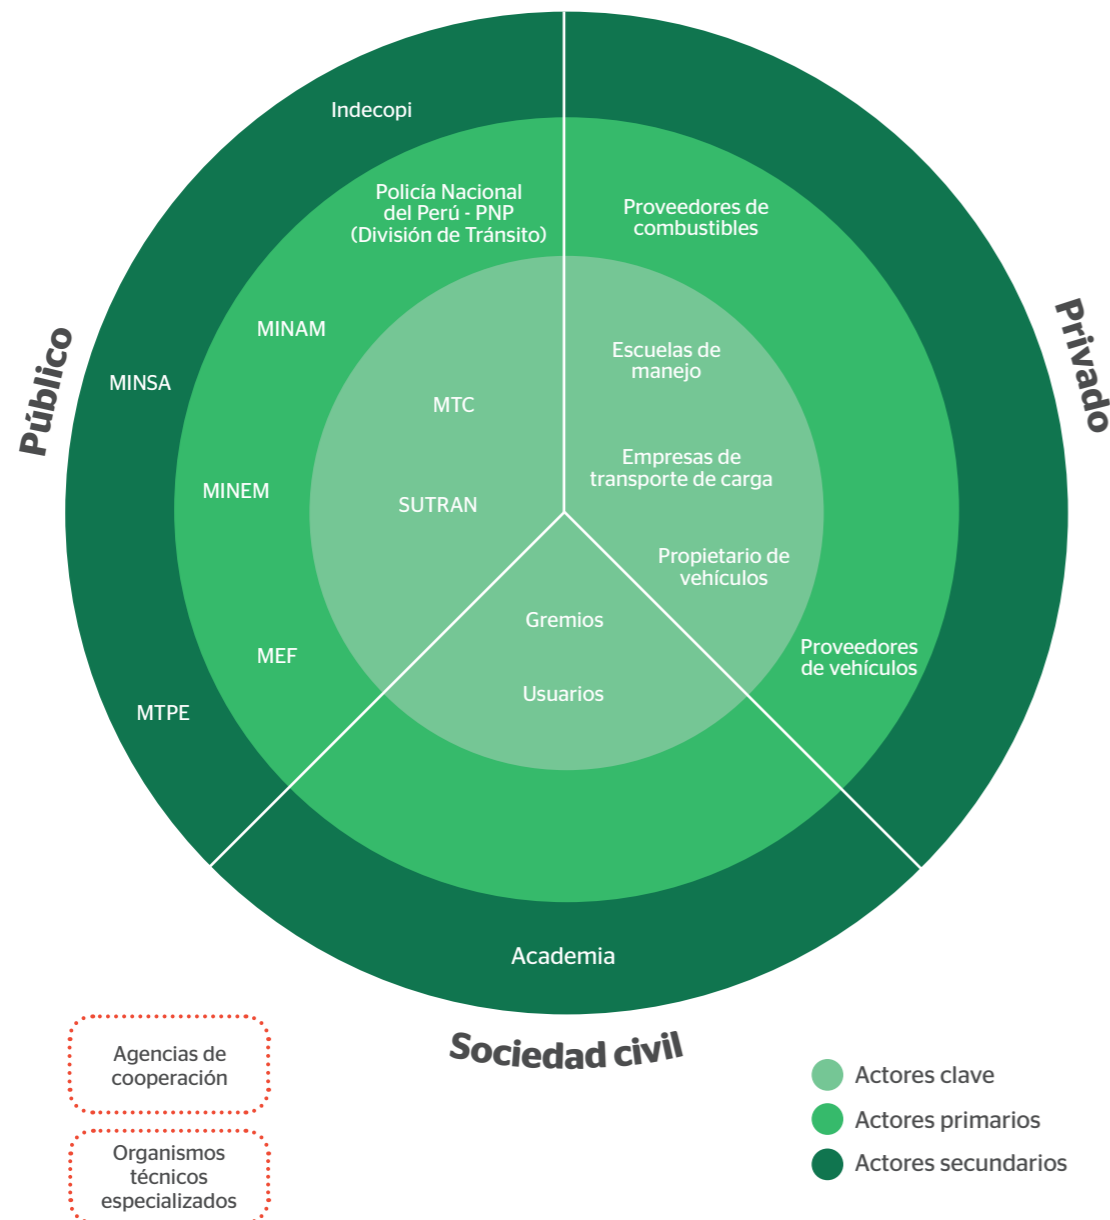 Indecopi
Policía Nacional
del Perú - PNP
(División de Tránsito)
Proveedores de
combustibles
MINAM
Público
Privado
MINSA
Escuelas de
manejo
MTC
Empresas de
transporte de carga
MINEM
SUTRAN
Propietario de
vehículos
Gremios
MEF
Proveedores
de vehículos
Usuarios
MTPE
Academia
Sociedad civil
Agencias de
cooperación
Organismos
técnicos
especializados
Actores clave
Actores primarios
Actores secundarios